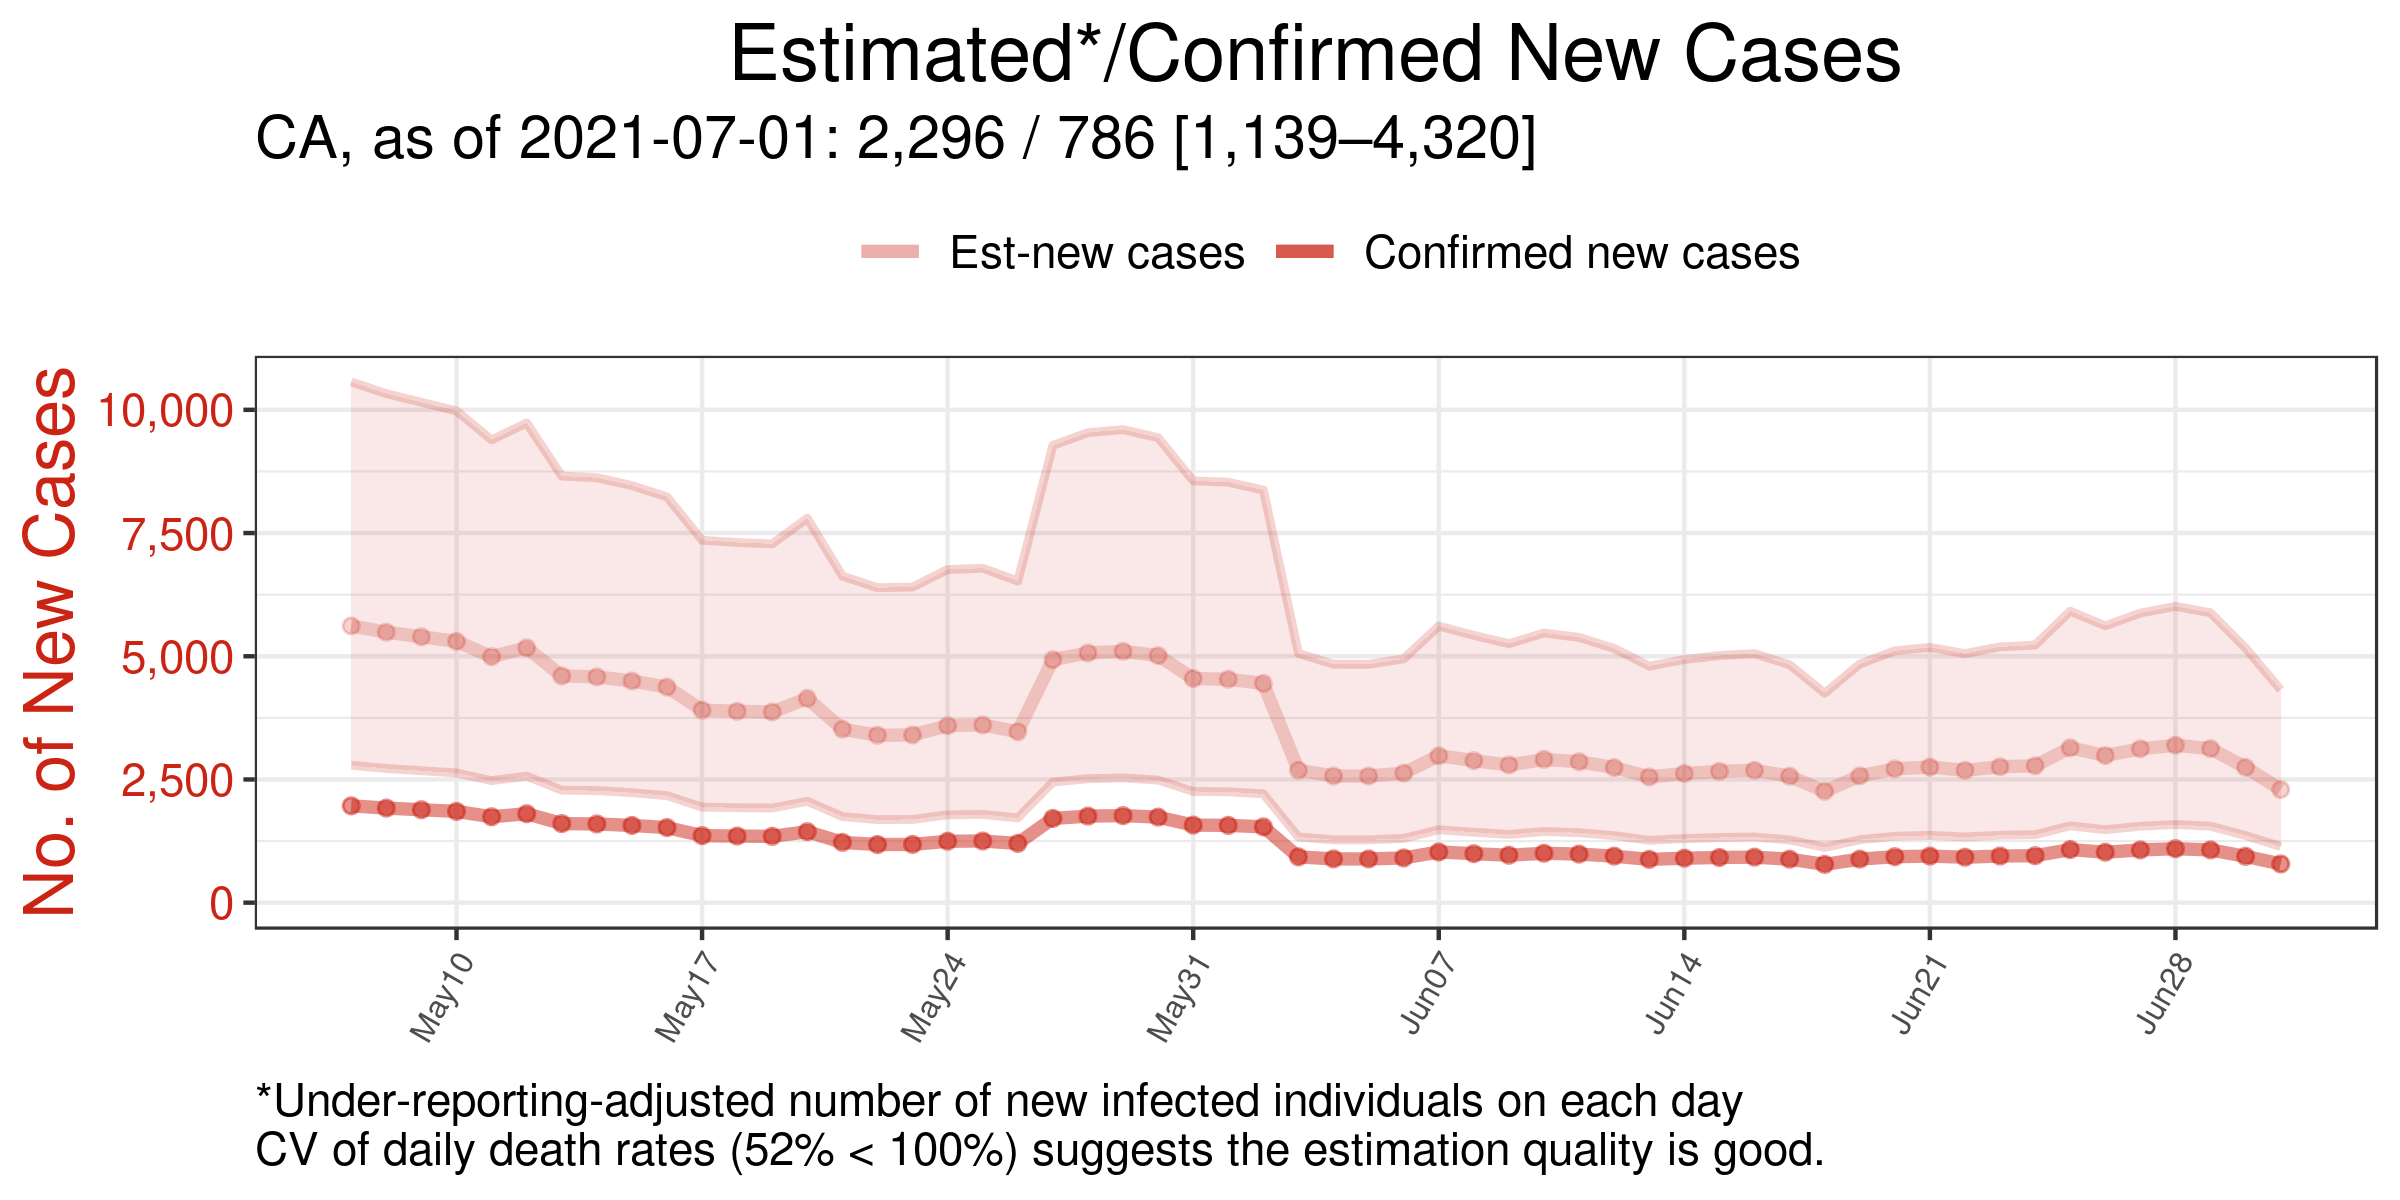 Estimated*/Confirmed New Cases
CA, as of 2021-07-01: 2,296 / 786 [1,139–4,320]
Est-new cases
Confirmed new cases
No. of New Cases
10,000
7,500
5,000
2,500
0
May10
May17
May24
May31
Jun07
Jun14
Jun21
Jun28
*Under-reporting-adjusted number of new infected individuals on each day
CV of daily death rates (52% < 100%) suggests the estimation quality is good.